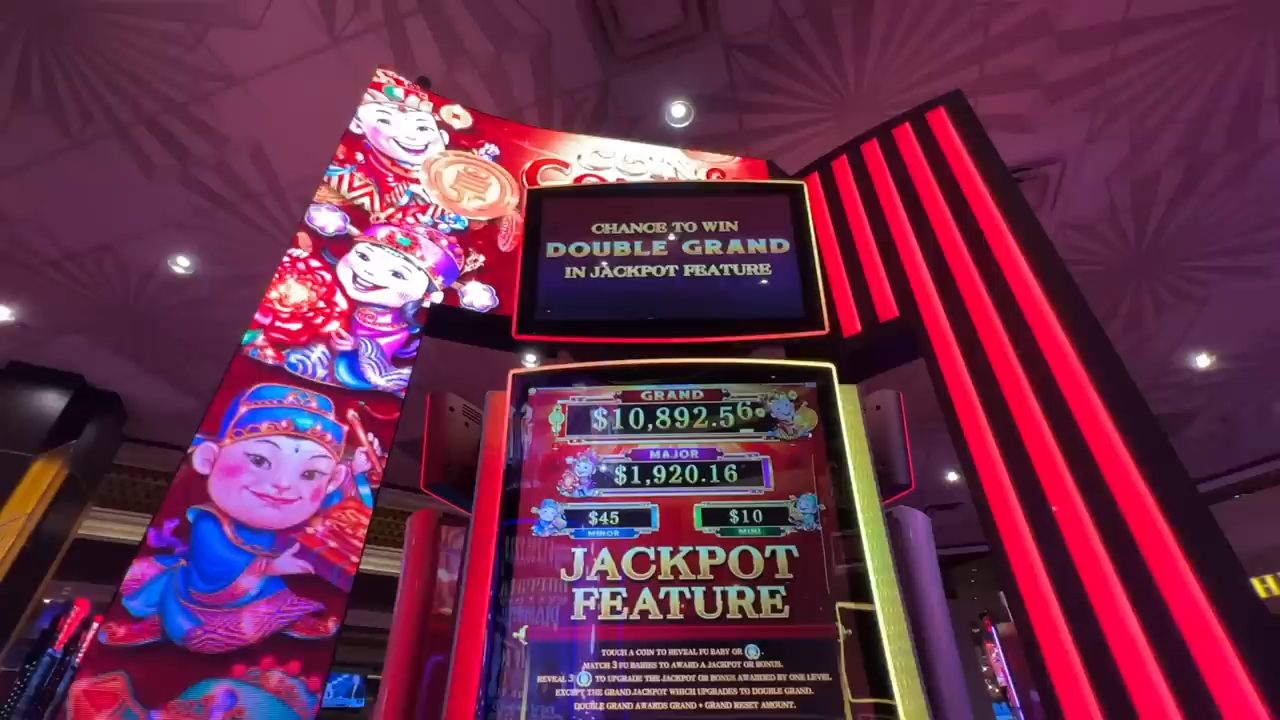 CHANCE TO WIN
DOUBLE GRAND
IN JACKPOT FEATURE
GRAND
$10,892.56
MAJOR
$1,920.16
$45
$10
MINOR
MINI
JACKPOT
FEATURE
TOUCH A COIN TO REVEAL FU BABY OR
MATCH 3 FU BABIES TO AWARD A JACKPOT OR BONUS.
REVEAL 3 TO UPGRADE THE JACKPOT OR BONUS AWARDED BY ONE LEVEL
EXCEPT THE GRAND JACKPOT WHICH UPGRADES TO DOUBLE GRAND.
DOUBLE GRAND AWARDS GRAND + GRAND RESET AMOUNT.